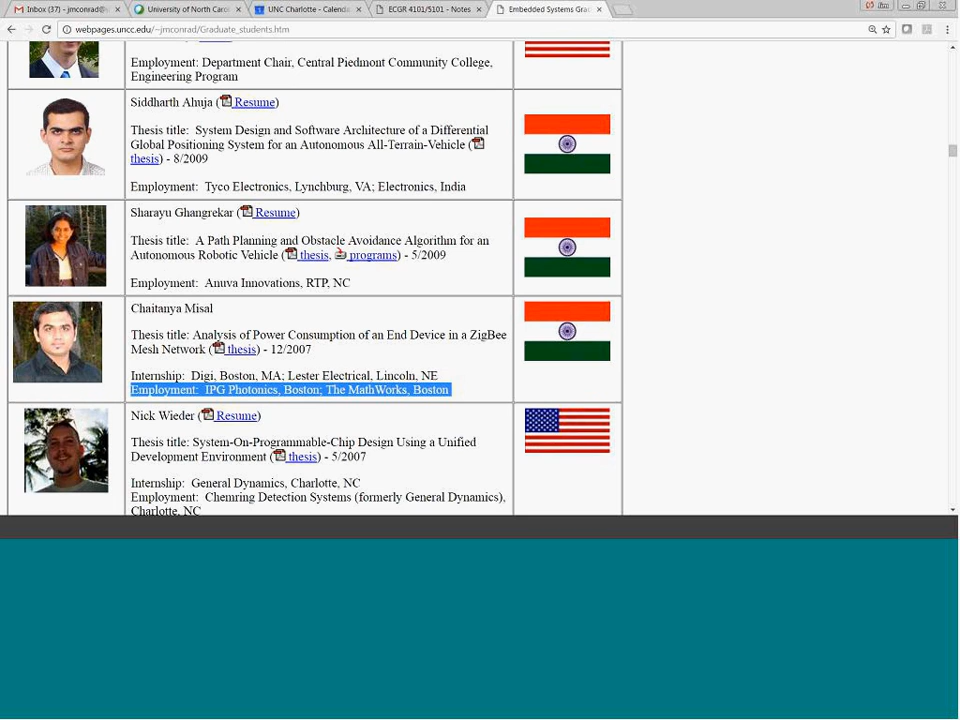 Inbox (37) - jmconrad@
University of North Caro
UNC Charlotte - Calenda
ECGR 4101/5101 - Notes
Embedded Systems Grad
Jim
webpages.uncc.edu/~jmconrad/Graduate_students.htm
Employment: Department Chair, Central Piedmont Community College,
Engineering Program
Siddharth Ahuja ( Resume)
Thesis title: System Design and Software Architecture of a Differential
Global Positioning System for an Autonomous All-Terrain-Vehicle (
thesis) - 8/2009
Employment: Tyco Electronics, Lynchburg, VA; Electronics, India
Sharayu Ghangrekar ( Resume)
Thesis title: A Path Planning and Obstacle Avoidance Algorithm for an
Autonomous Robotic Vehicle ( thesis, programs) - 5/2009
Employment: Anuva Innovations, RTP, NC
Chaitanya Misal
Thesis title: Analysis of Power Consumption of an End Device in a ZigBee
Mesh Network ( thesis) - 12/2007
Internship: Digi, Boston, MA; Lester Electrical, Lincoln, NE
Employment: IPG Photonics, Boston; The MathWorks, Boston
Nick Wieder ( Resume)
Thesis title: System-On-Programmable-Chip Design Using a Unified
Development Environment ( thesis) - 5/2007
Internship: General Dynamics, Charlotte, NC
Employment: Chemring Detection Systems (formerly General Dynamics),
Charlotte, NC